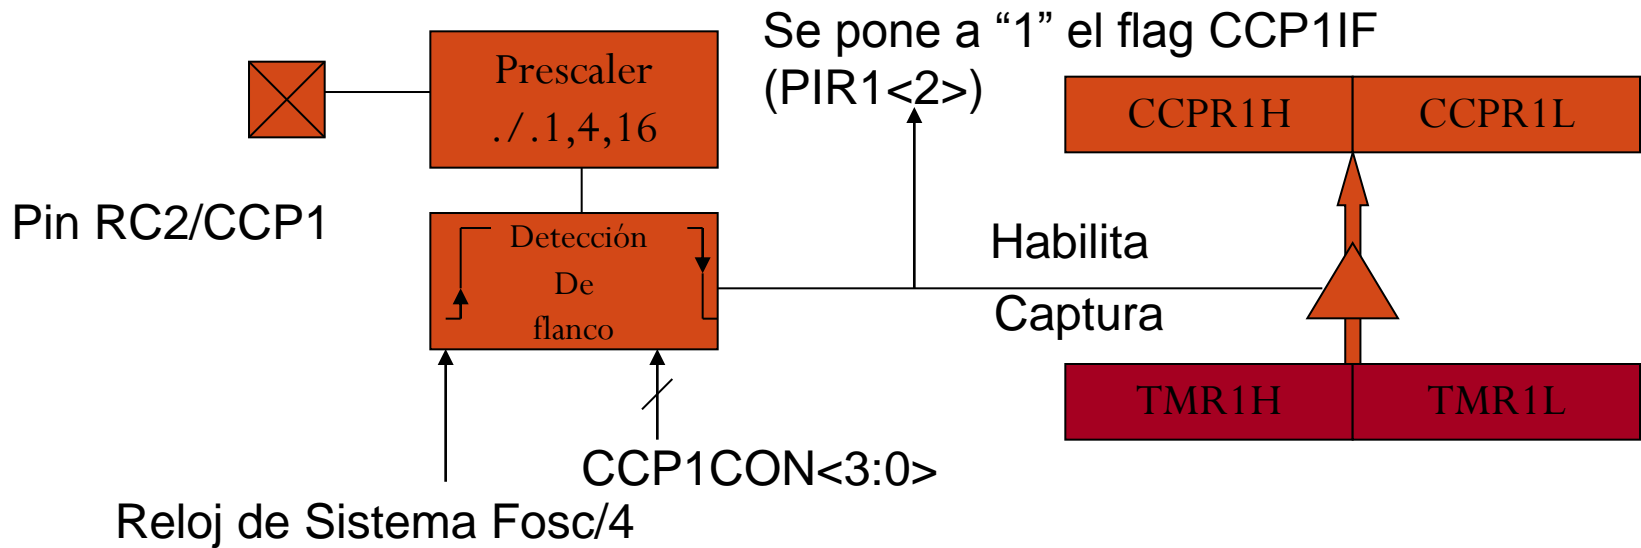 Se pone a “1” el flag CCP1IF
(PIR1<2>)
Prescaler
./.1,4,16
CCPR1H
CCPR1L
Pin RC2/CCP1
Detección
De
flanco
Habilita
Captura
TMR1H
TMR1L
CCP1CON<3:0>
Reloj de Sistema Fosc/4